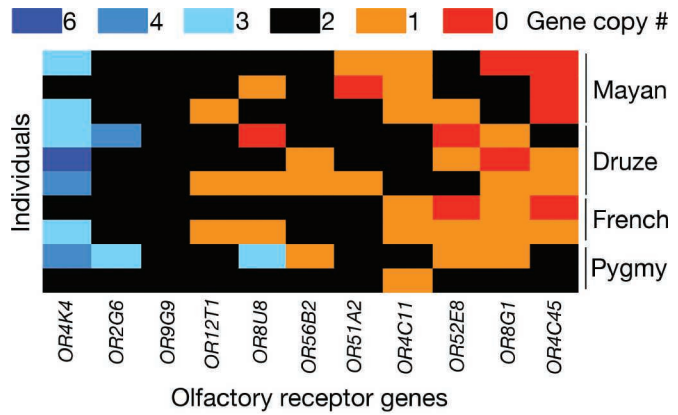 6 4 3 2 1 0 Gene copy #
Individuals
Mayan
Druze
French
Pygmy
OR4K4
OR2G6
OR9G9
OR12T1
OR8U8
OR56B2
OR51A2
OR4C11
OR52E8
OR8G1
OR4C45
Olfactory receptor genes